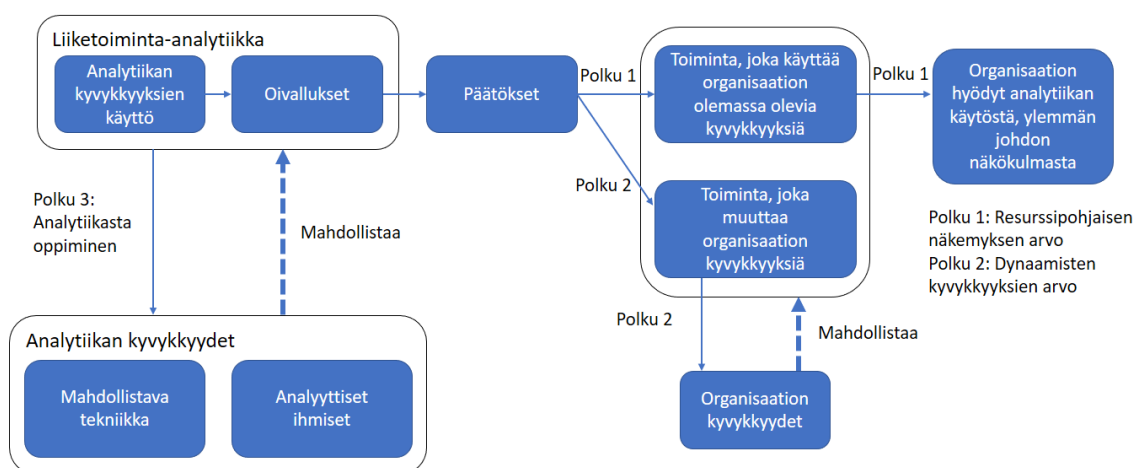 Liiketoiminta-analytiikka
Analytiikan
kyvykkyyksien
käyttö
Oivallukset
Päätökset
Polku 1
Toiminta, joka käyttää
organisaation
olemassa olevia
kyvykkyyksiä
Polku 1
Organisaation
hyödyt analytiikan
käytöstä, ylemmän
johdon
näkökulmasta
Polku 2
Toiminta, joka
muuttaa
organisaation
kyvykkyyksiä
Polku 3:
Analytiikasta
oppiminen
Mahdollistaa
Polku 1: Resurssipohjaisen
näkemyksen arvo
Polku 2: Dynaamisten
kyvykkyyksien arvo
Polku 2
Mahdollistaa
Analytiikan kyvykkyydet
Mahdollistava
tekniikka
Analyyttiset
ihmiset
Organisaation
kyvykkyydet